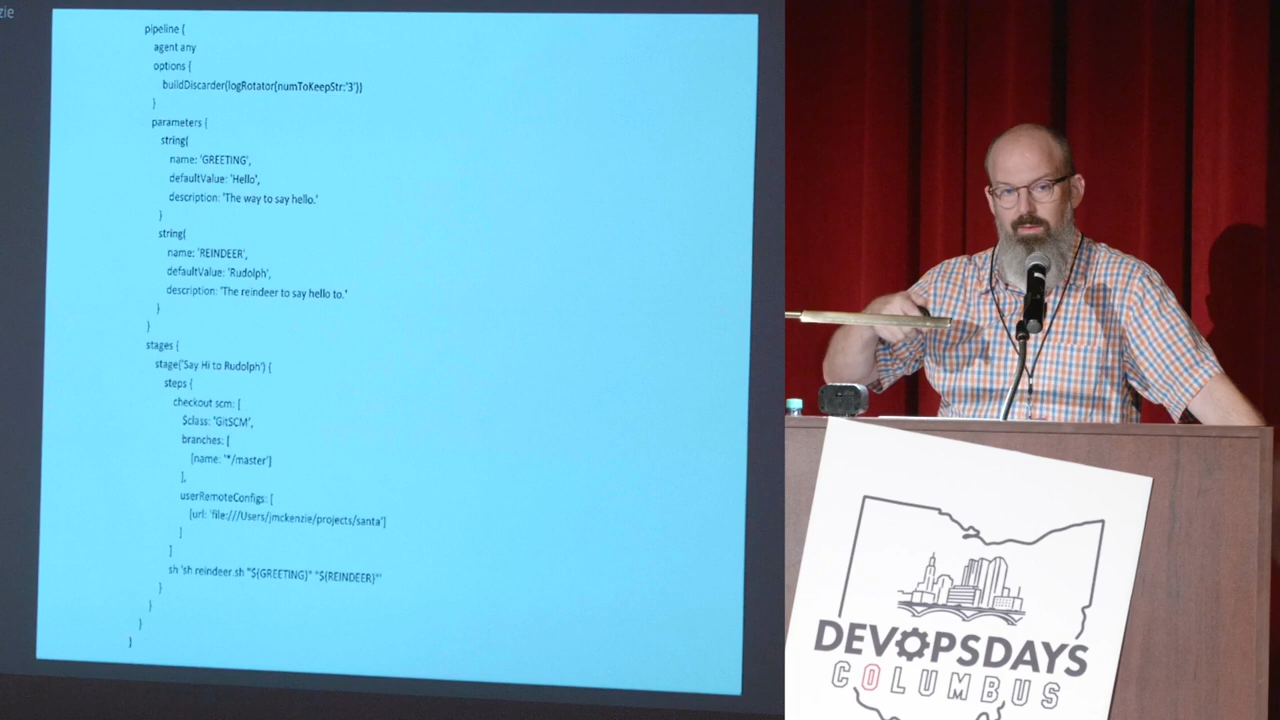 zie
pipeline {
agent any
options {
buildDiscarder(logRotator(numToKeepStr:'3'))
}
parameters {
string(
name: 'GREETING',
defaultValue: 'Hello',
description: 'The way to say hello.'
)
string(
name: 'REINDEER',
defaultValue: 'Rudolph',
description: 'The reindeer to say hello to.'
)
}
stages {
stage('Say Hi to Rudolph') {
steps {
checkout scm: [
$class: 'GitSCM',
branches: [
[name: '*/master']
],
userRemoteConfigs: [
[url: 'file:///Users/jmckenzie/projects/santa']
]
]
sh 'sh reindeer.sh "${GREETING}" "${REINDEER}"'
}
}
}
}
DEVOPSDAYS
COLUMBUS